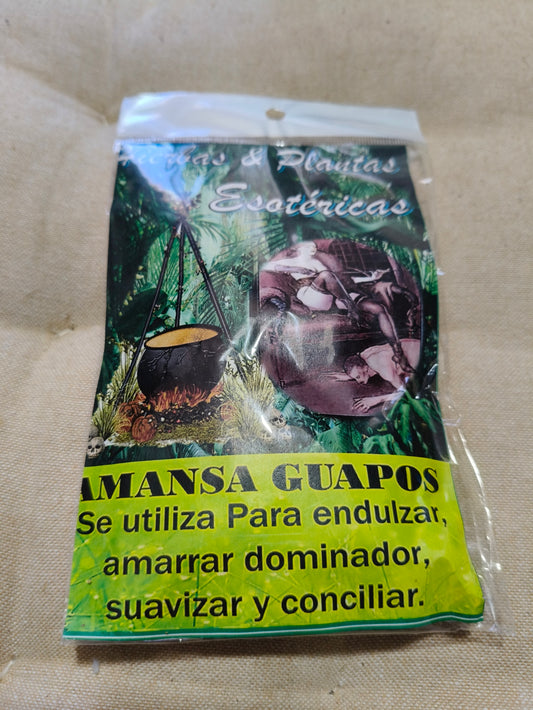 Hierbas & Plantas
Esotéricas
AMANSA GUAPOS
Se utiliza Para endulzar,
amarrar dominador,
suavizar y conciliar.